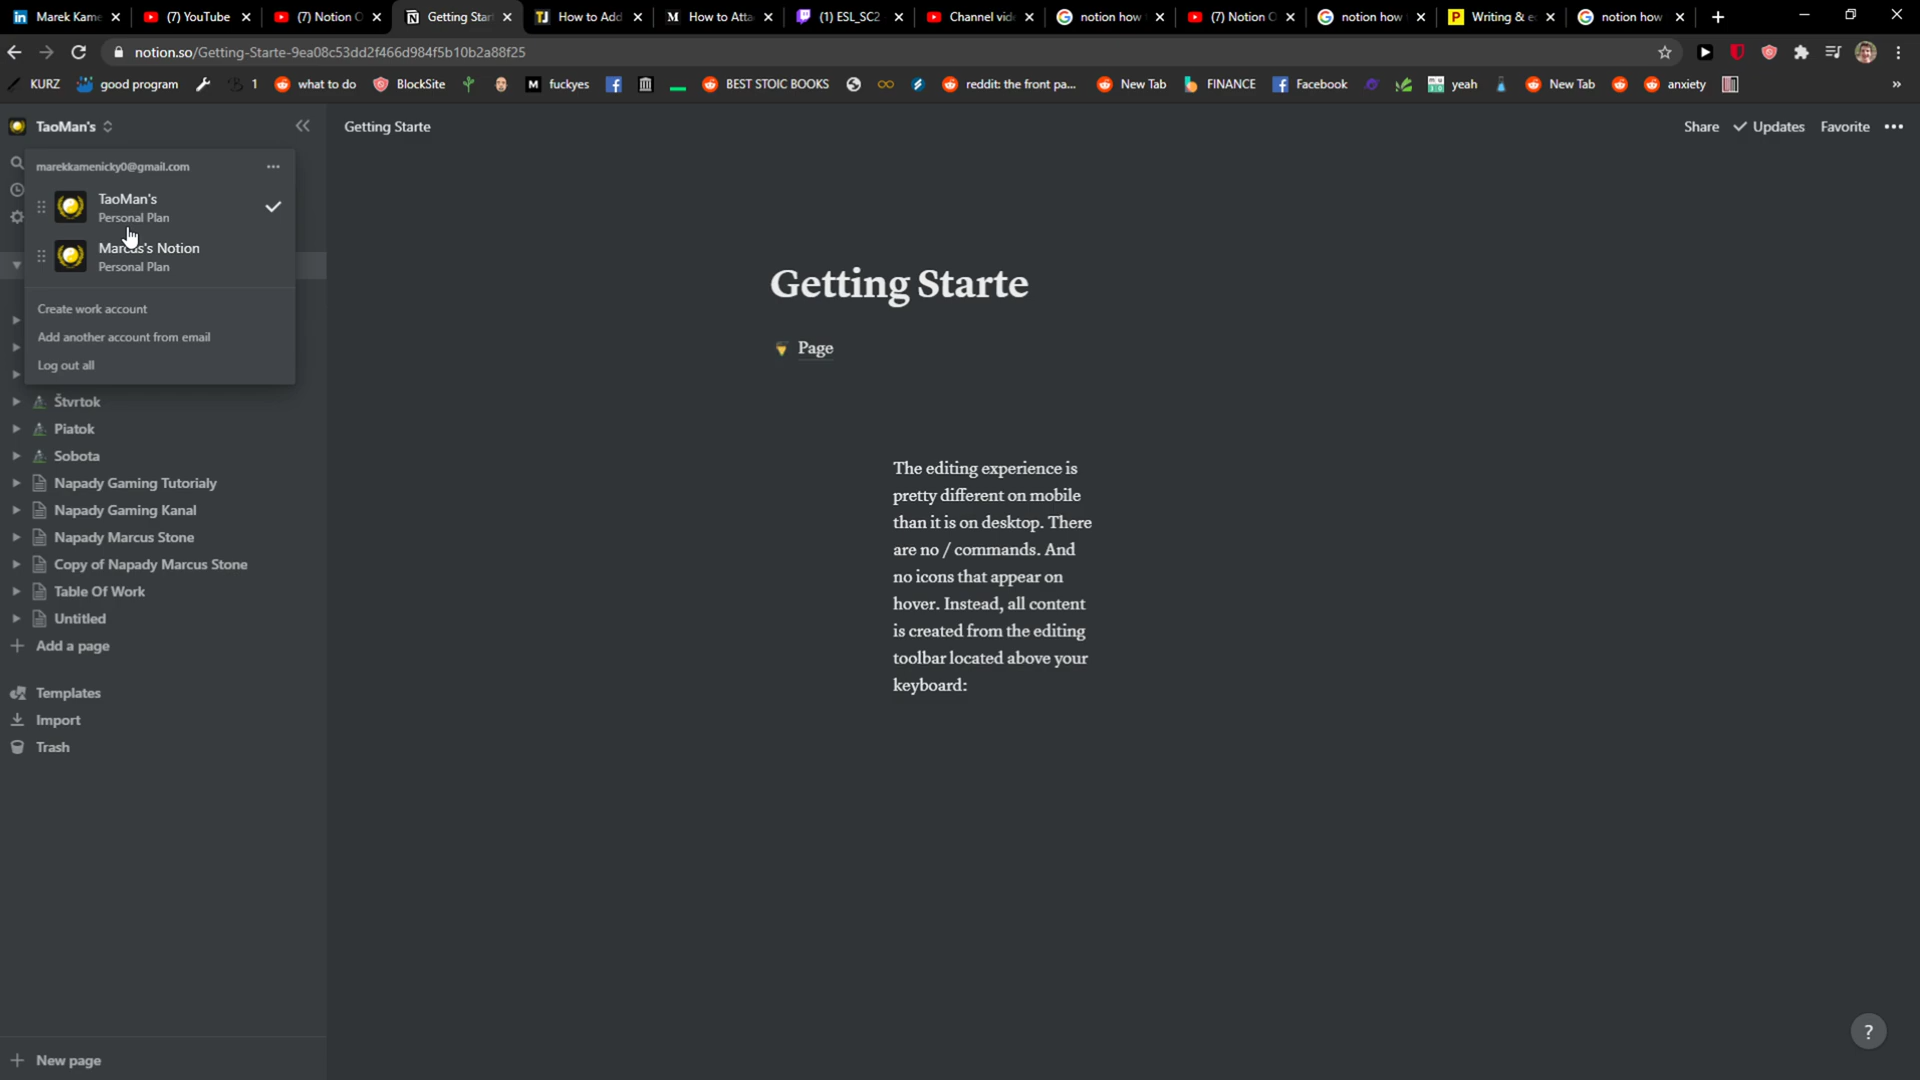 Marek Kame
(7) YouTube
(7) Notion C
Getting Star
How to Add
How to Atta
(1) ESL_SC2
Channel vid
notion how
(7) Notion C
notion how
Writing & e
notion how
notion.so/Getting-Starte-9ea08c53dd2f466d984f5b10b2a88f25
KURZ
good program
1
what to do
BlockSite
fuckyes
BEST STOIC BOOKS
reddit: the front pa...
New Tab
FINANCE
Facebook
yeah
New Tab
anxiety
TaoMan's
Getting Starte
Share
Updates
Favorite
marekkamenicky0@gmail.com
TaoMan's
Personal Plan
Marcus's Notion
Personal Plan
Create work account
Add another account from email
Log out all
Štvrtok
Piatok
Sobota
Napady Gaming Tutorialy
Napady Gaming Kanal
Napady Marcus Stone
Copy of Napady Marcus Stone
Table Of Work
Untitled
Add a page
Templates
Import
Trash
New page
Getting Starte
Page
The editing experience is
pretty different on mobile
than it is on desktop. There
are no / commands. And
no icons that appear on
hover. Instead, all content
is created from the editing
toolbar located above your
keyboard:
?